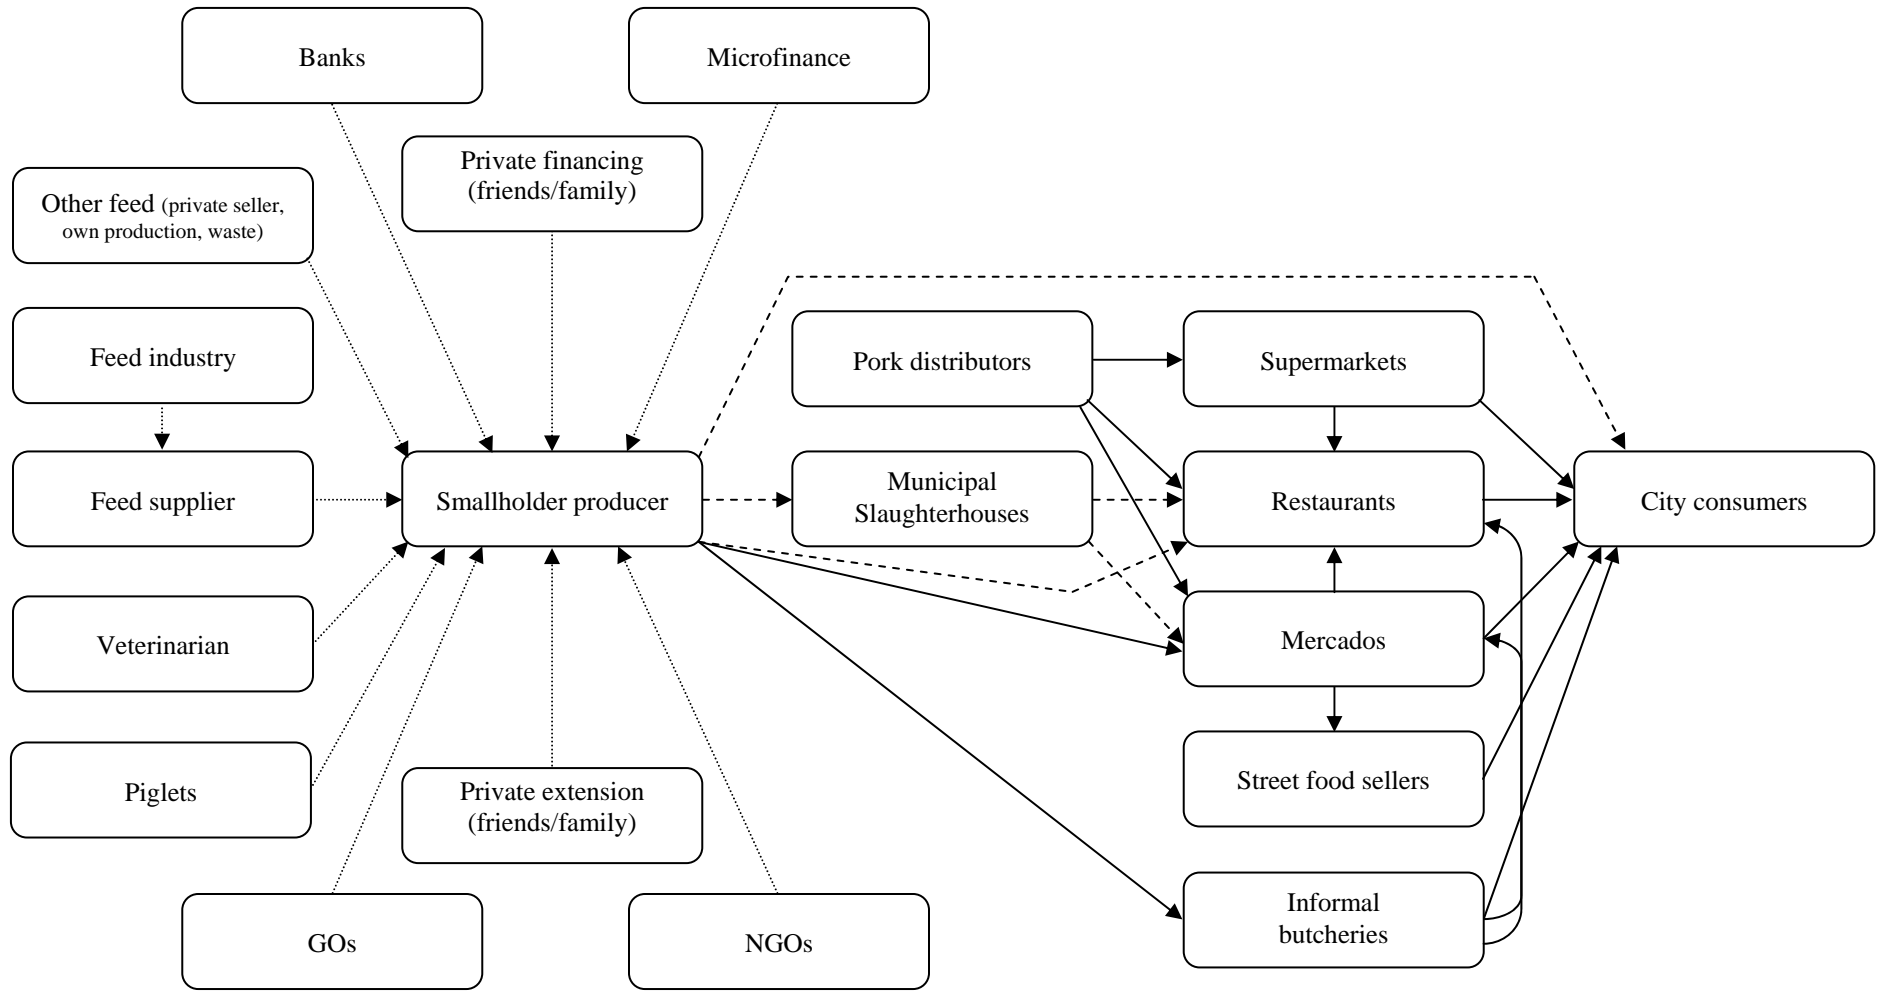 Banks
Microfinance
Private financing
(friends/family)
Other feed (private seller,
own production, waste)
Feed industry
Pork distributors
Supermarkets
Feed supplier
Smallholder producer
Municipal
Slaughterhouses
Restaurants
City consumers
Veterinarian
Mercados
Piglets
Private extension
(friends/family)
Street food sellers
GOs
NGOs
Informal
butcheries